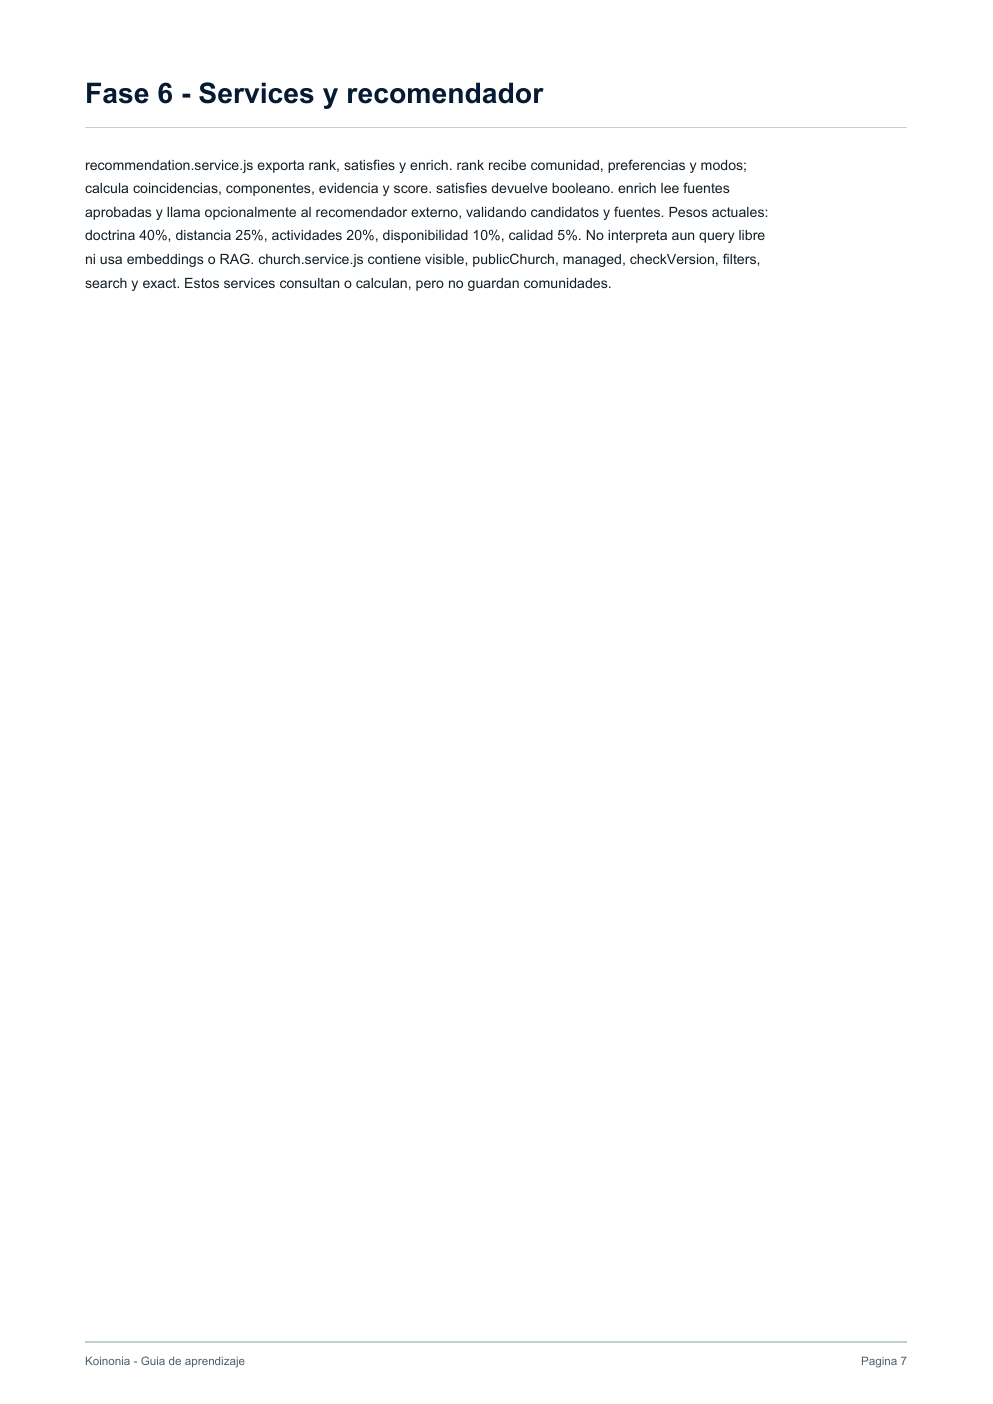 Fase 6 - Services y recomendador
recommendation.service.js exporta rank, satisfies y enrich. rank recibe comunidad, preferencias y modos;
calcula coincidencias, componentes, evidencia y score. satisfies devuelve booleano. enrich lee fuentes
aprobadas y llama opcionalmente al recomendador externo, validando candidatos y fuentes. Pesos actuales:
doctrina 40%, distancia 25%, actividades 20%, disponibilidad 10%, calidad 5%. No interpreta aun query libre
ni usa embeddings o RAG. church.service.js contiene visible, publicChurch, managed, checkVersion, filters,
search y exact. Estos services consultan o calculan, pero no guardan comunidades.
Koinonia - Guia de aprendizaje
Pagina 7